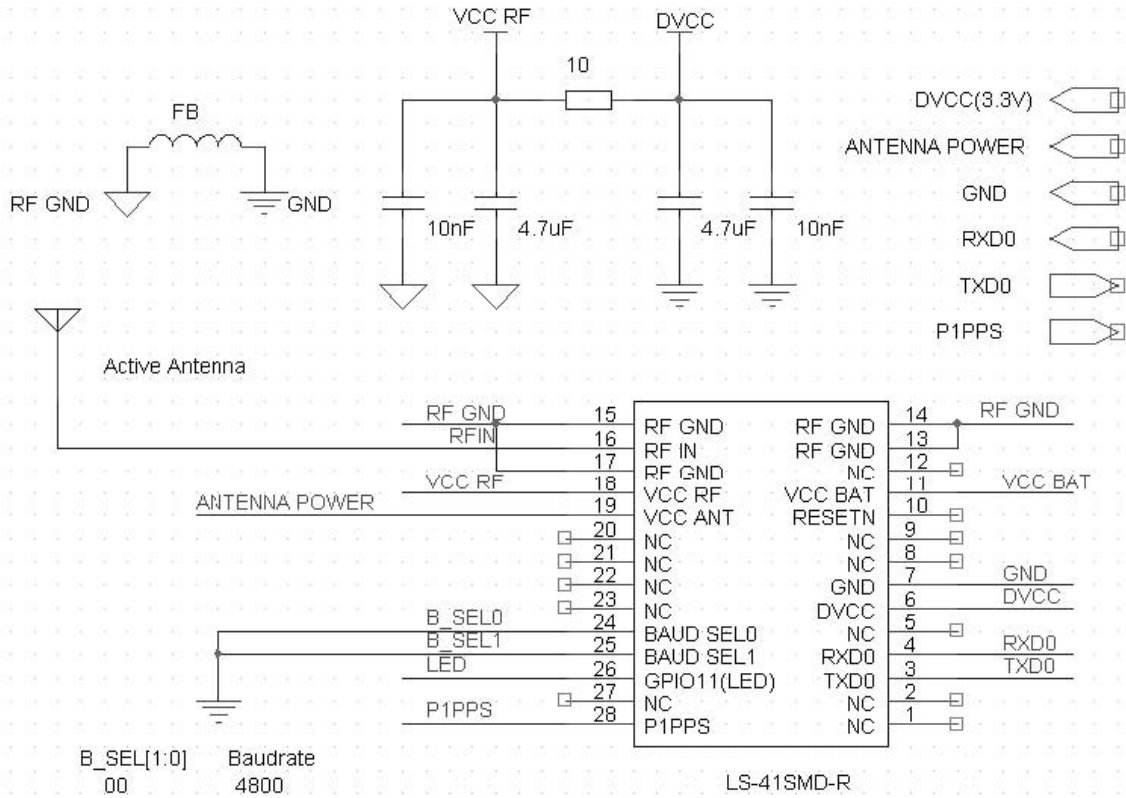 VCC RF
DVCC
10
FB
DVCC(3.3V)
ANTENNA POWER
GND
RXD0
TXD0
P1PPS
RF GND
GND
10nF
4.7uF
4.7uF
10nF
Active Antenna
RF GND
15
RF GND
RFIN
16
RF IN
17
RF GND
VCC RF
18
VCC RF
ANTENNA POWER
19
VCC ANT
20
NC
21
NC
22
NC
23
NC
B_SEL0
24
BAUD SEL0
B_SEL1
25
BAUD SEL1
LED
26
GPIO11(LED)
27
NC
P1PPS
28
P1PPS
RF GND
14
RF GND
RF GND
13
NC
12
VCC BAT
11
VCC BAT
RESETN
10
NC
9
NC
8
GND
7
GND
DVCC
6
DVCC
NC
5
RXD0
4
RXD0
TXD0
3
TXD0
NC
2
NC
1
B_SEL[1:0] Baudrate
00 4800
LS-41SMD-R